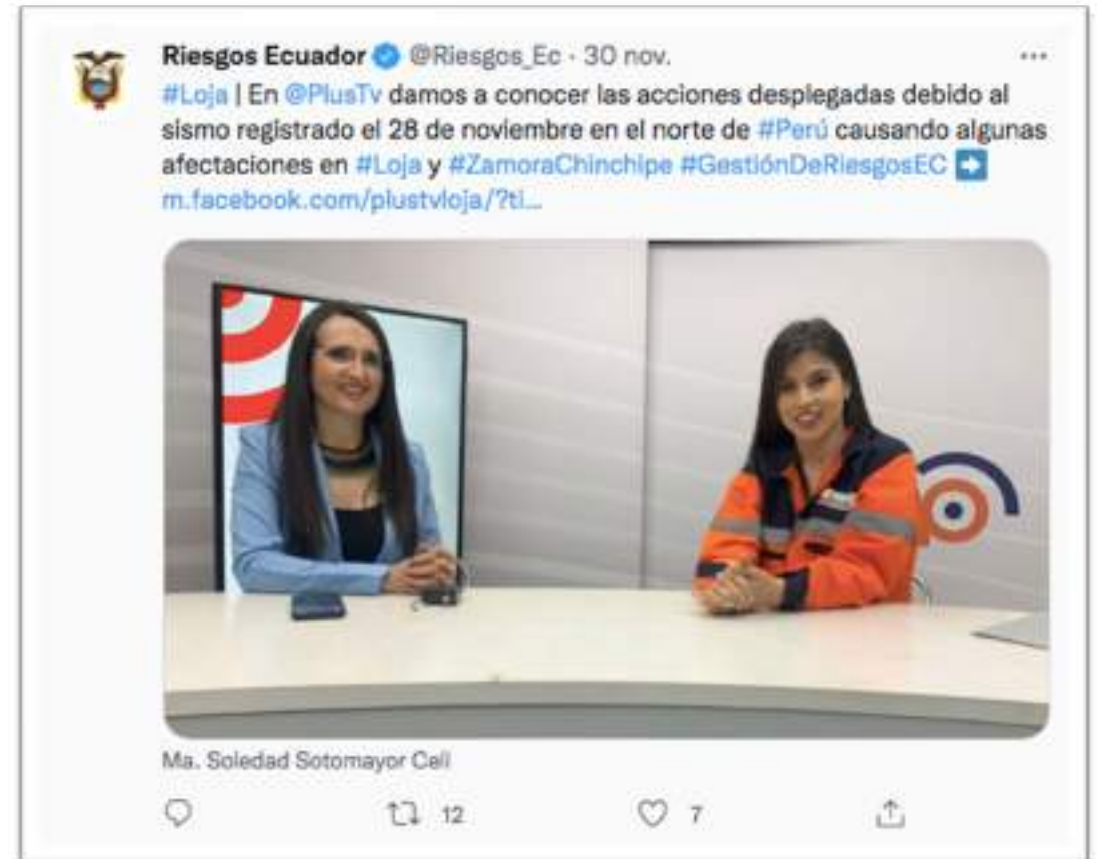 Riesgos Ecuador @Riesgos_Ec · 30 nov.
#Loja | En @PlusTv damos a conocer las acciones desplegadas debido al
sismo registrado el 28 de noviembre en el norte de #Perú causando algunas
afectaciones en #Loja y #ZamoraChinchipe #GestiónDeRiesgosEC ➡
m.facebook.com/plustvloja/?ti...
Ma. Soledad Sotomayor Celi
12 7